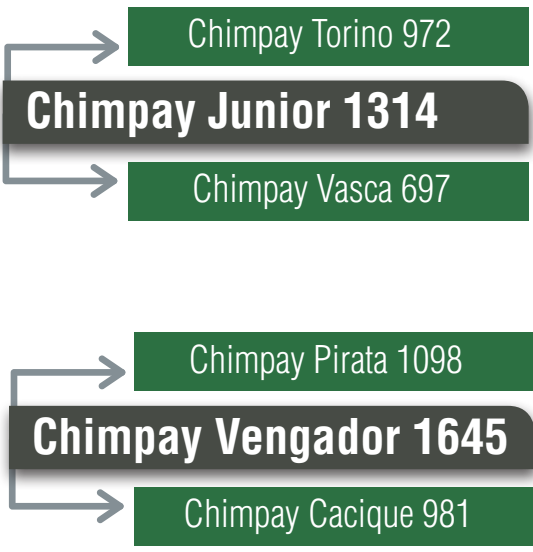 Chimpay Torino 972
Chimpay Junior 1314
Chimpay Vasca 697
Chimpay Pirata 1098
Chimpay Vengador 1645
Chimpay Cacique 981